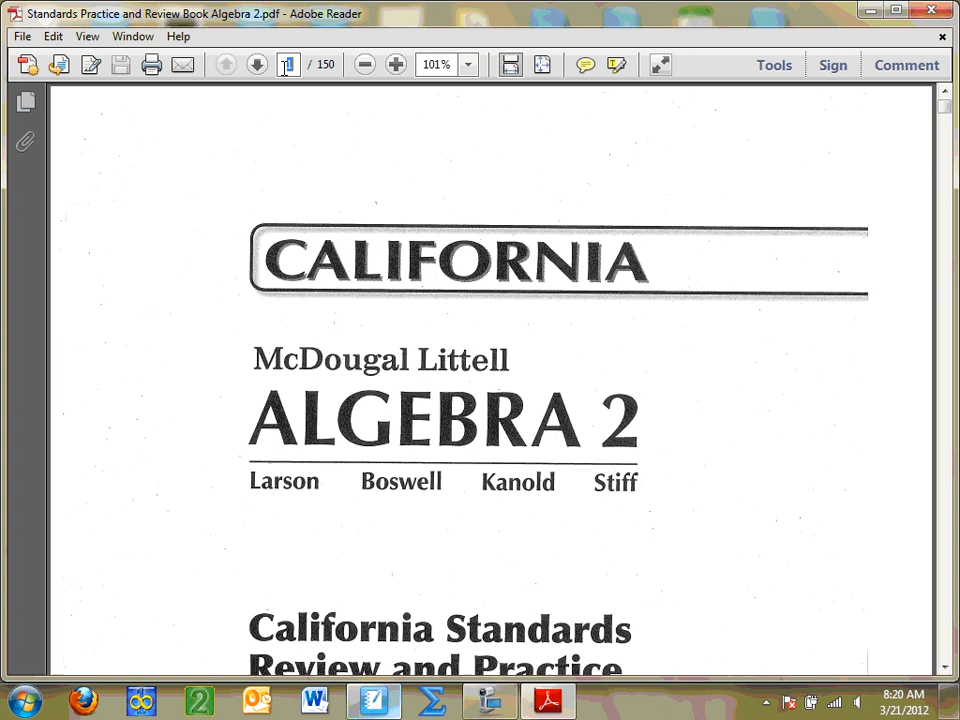 Standards Practice and Review Book Algebra 2.pdf - Adobe Reader
File Edit View Window Help
1 / 150 101% Tools Sign Comment
CALIFORNIA
McDougal Littell
ALGEBRA 2
Larson Boswell Kanold Stiff
California Standards
Review and Practice
8:20 AM
3/21/2012